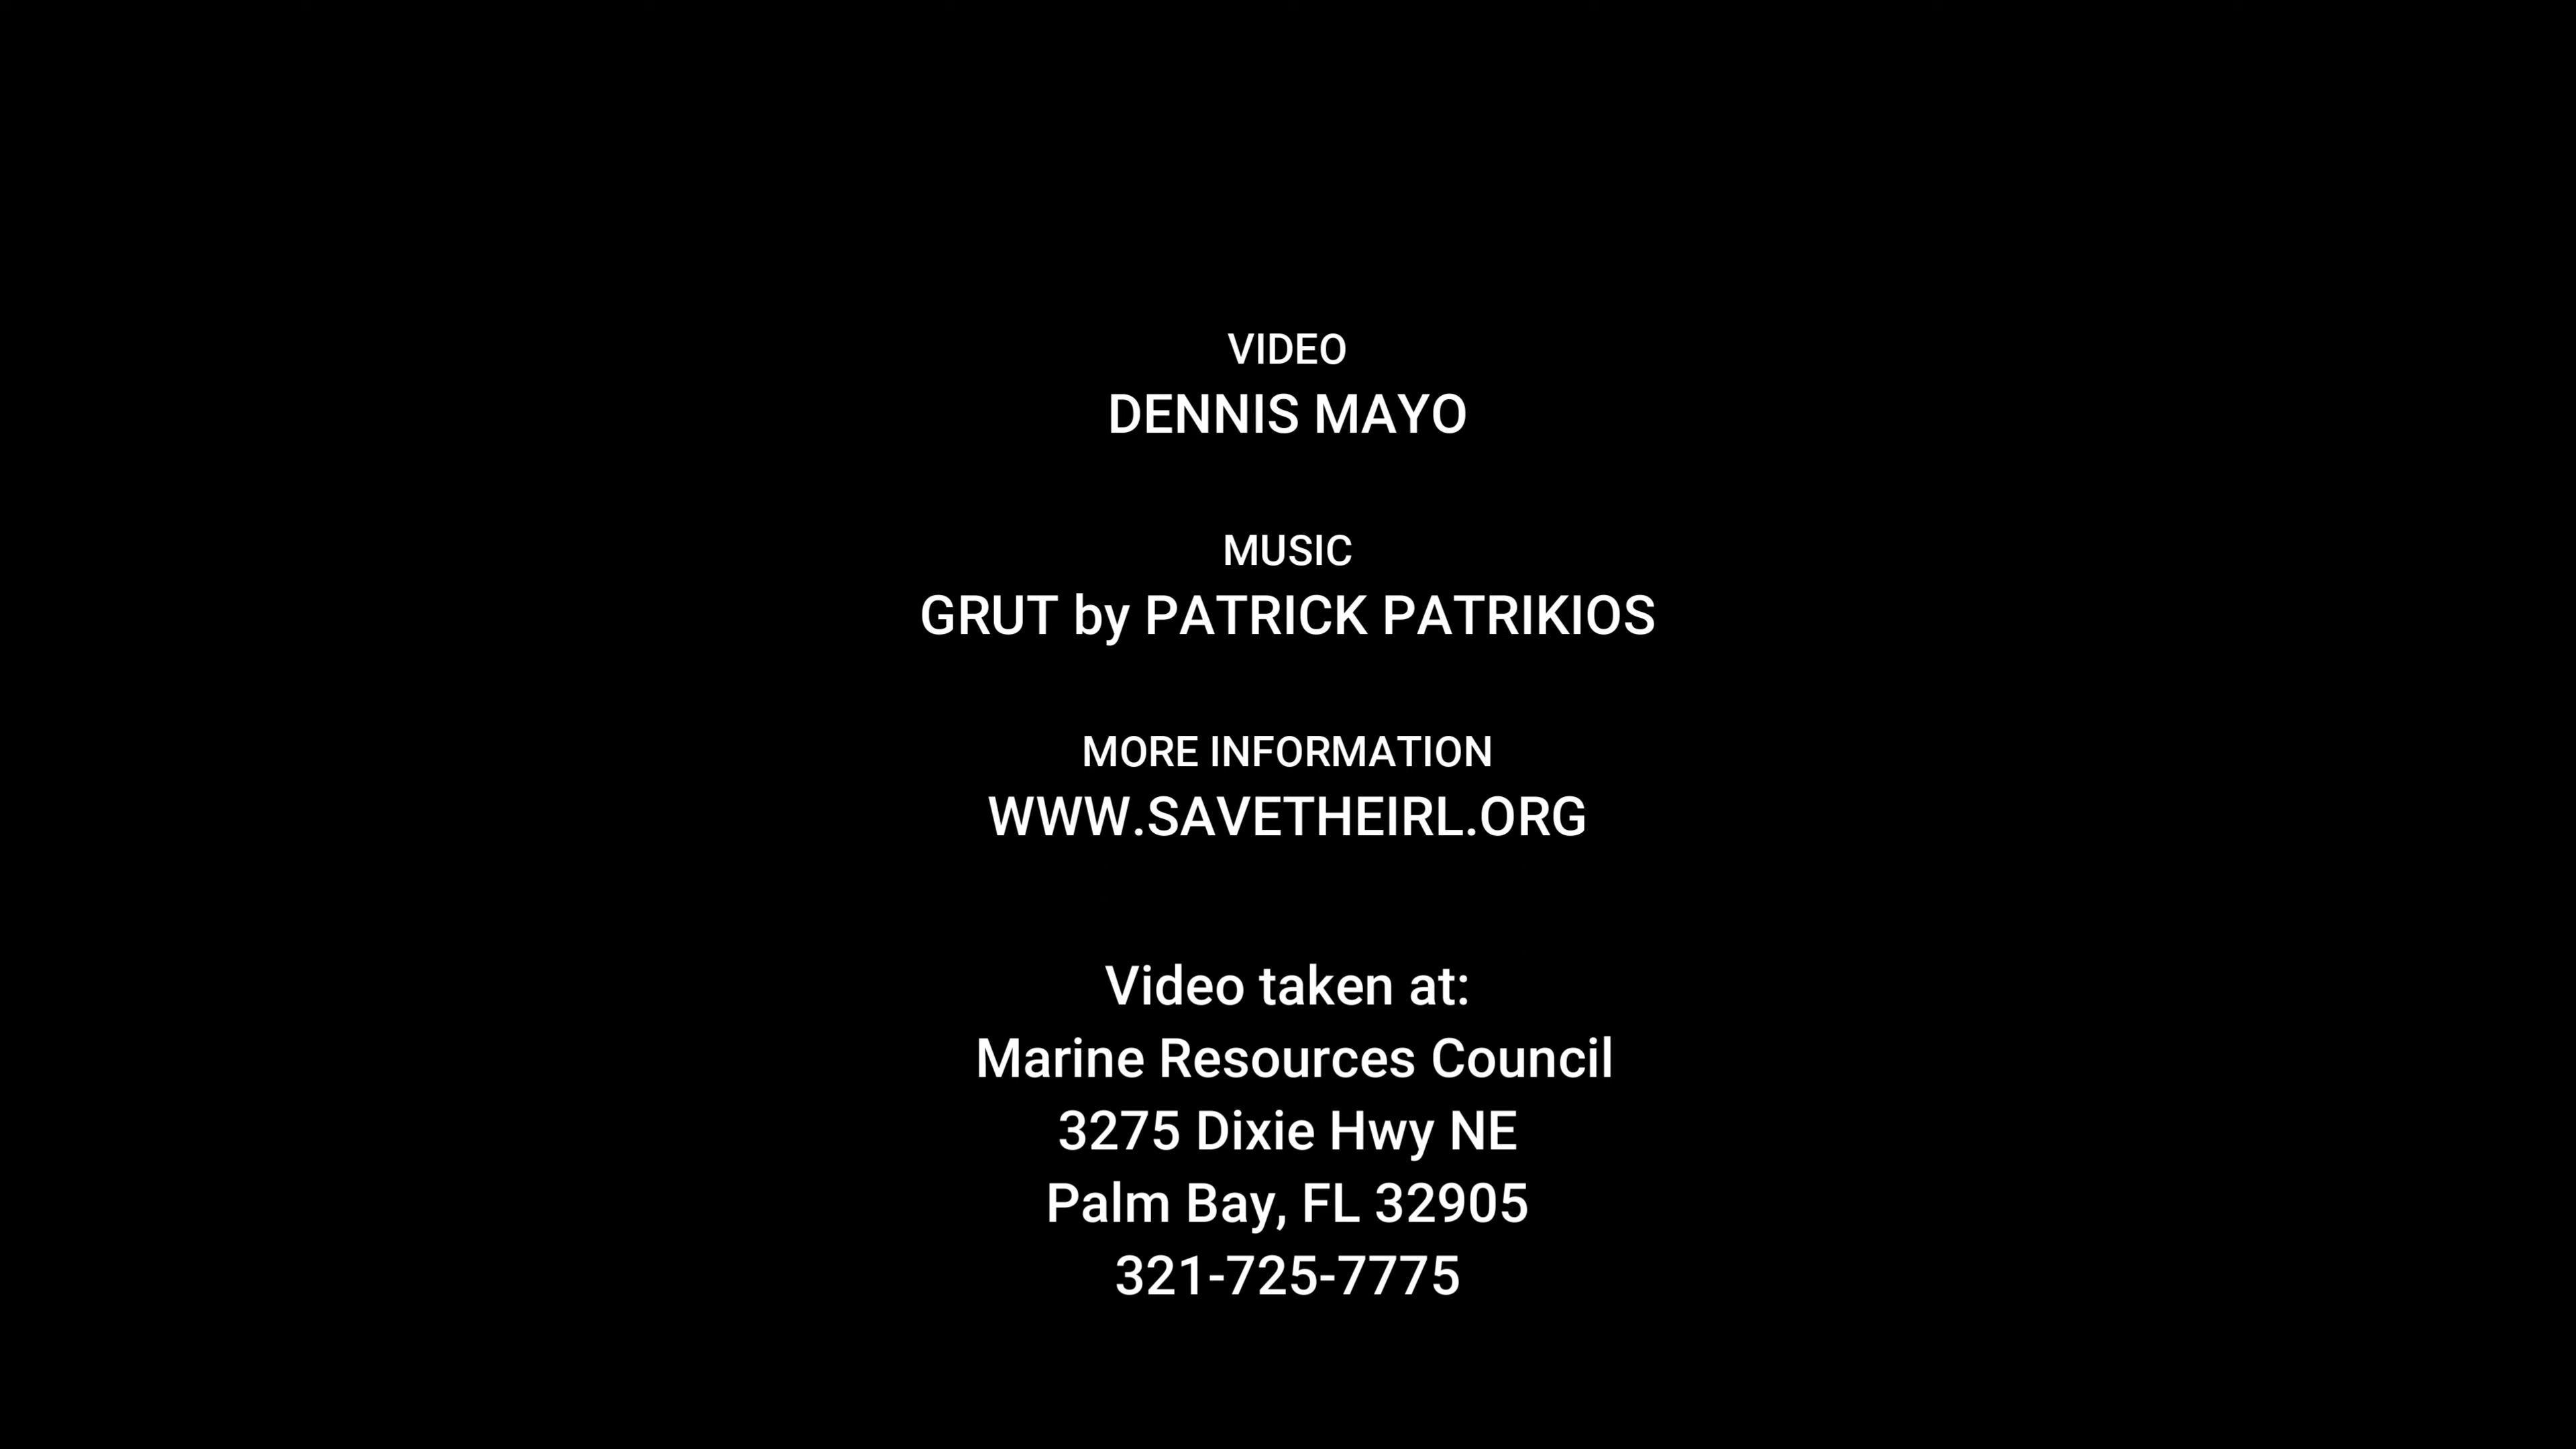 VIDEO
DENNIS MAYO
MUSIC
GRUT by PATRICK PATRIKIOS
MORE INFORMATION
WWW.SAVETHEIRL.ORG
Video taken at:
Marine Resources Council
3275 Dixie Hwy NE
Palm Bay, FL 32905
321-725-7775